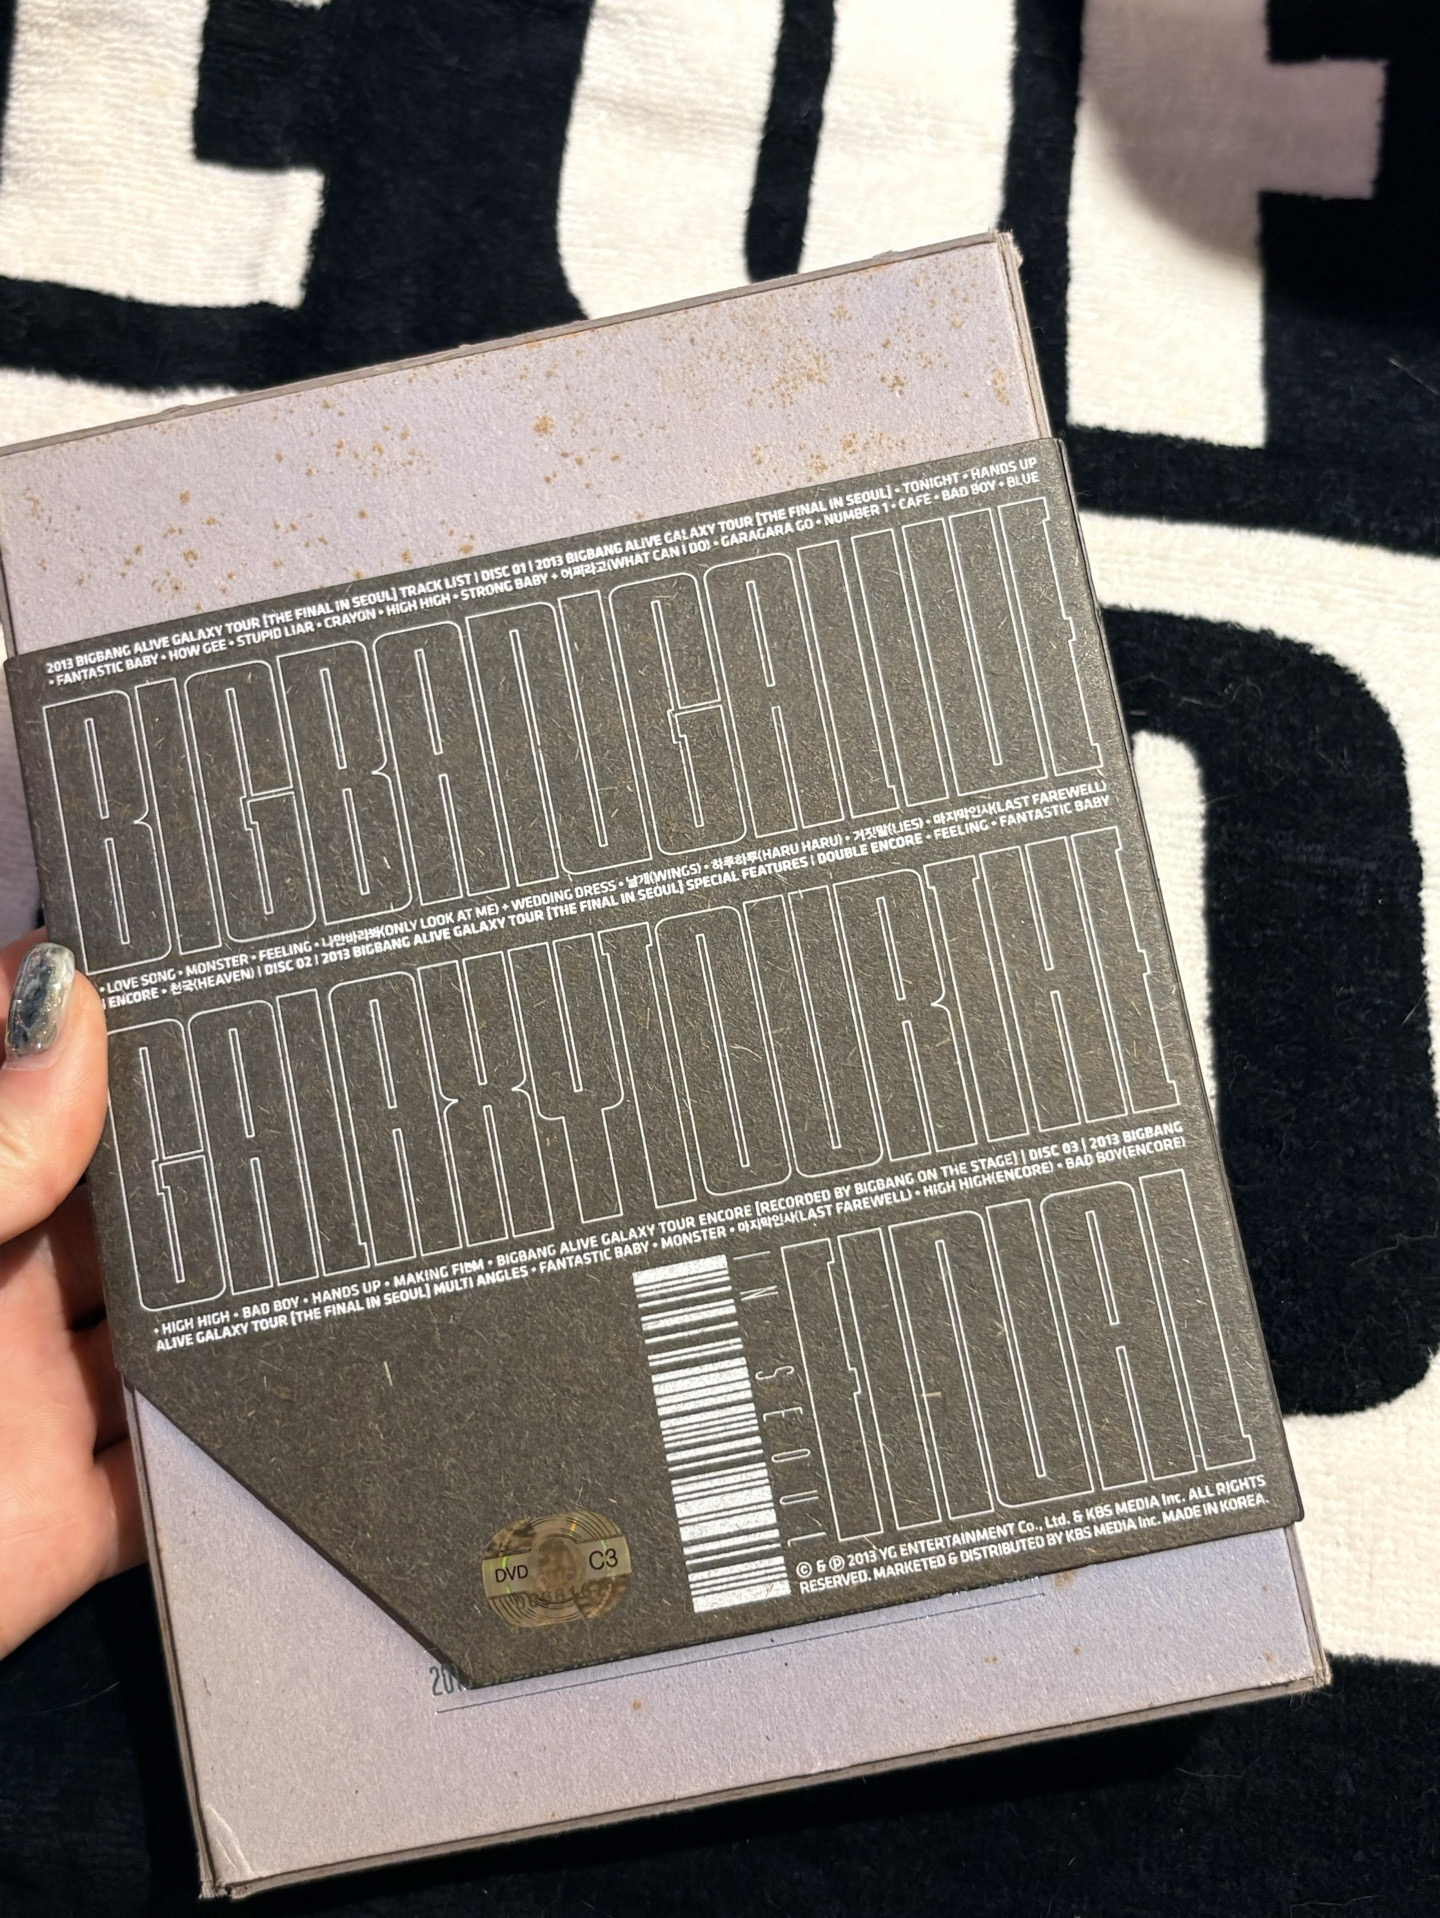 2013 BIGBANG ALIVE GALAXY TOUR [THE FINAL IN SEOUL] TRACK LIST | DISC 01 | 2013 BIGBANG ALIVE GALAXY TOUR [THE FINAL IN SEOUL] • TONIGHT • HANDS UP
• FANTASTIC BABY • HOW GEE • STUPID LIAR • CRAYON • HIGH HIGH • STRONG BABY + 어쩌라고(WHAT CAN I DO) • GARAGARA GO • NUMBER 1 • CAFE • BAD BOY • BLUE
BIGBANGALIVE
• LOVE SONG • MONSTER • FEELING • 나만바라봐(ONLY LOOK AT ME) + WEDDING DRESS • 날개(WINGS) • 하루하루(HARU HARU) • 거짓말(LIES) • 마지막인사(LAST FAREWELL)
ENCORE • 천국(HEAVEN) | DISC 02 | 2013 BIGBANG ALIVE GALAXY TOUR [THE FINAL IN SEOUL] SPECIAL FEATURES | DOUBLE ENCORE • FEELING • FANTASTIC BABY
GALAXYTOURTHE
• HIGH HIGH • BAD BOY • HANDS UP • MAKING FILM • BIGBANG ALIVE GALAXY TOUR ENCORE [RECORDED BY BIGBANG ON THE STAGE] | DISC 03 | 2013 BIGBANG
ALIVE GALAXY TOUR [THE FINAL IN SEOUL] MULTI ANGLES • FANTASTIC BABY • MONSTER • 마지막인사(LAST FAREWELL) • HIGH HIGH(ENCORE) • BAD BOY(ENCORE)
IN SEOUL
FINAL
DVD C3
© & ℗ 2013 YG ENTERTAINMENT Co., Ltd. & KBS MEDIA Inc. ALL RIGHTS
RESERVED. MARKETED & DISTRIBUTED BY KBS MEDIA Inc. MADE IN KOREA.